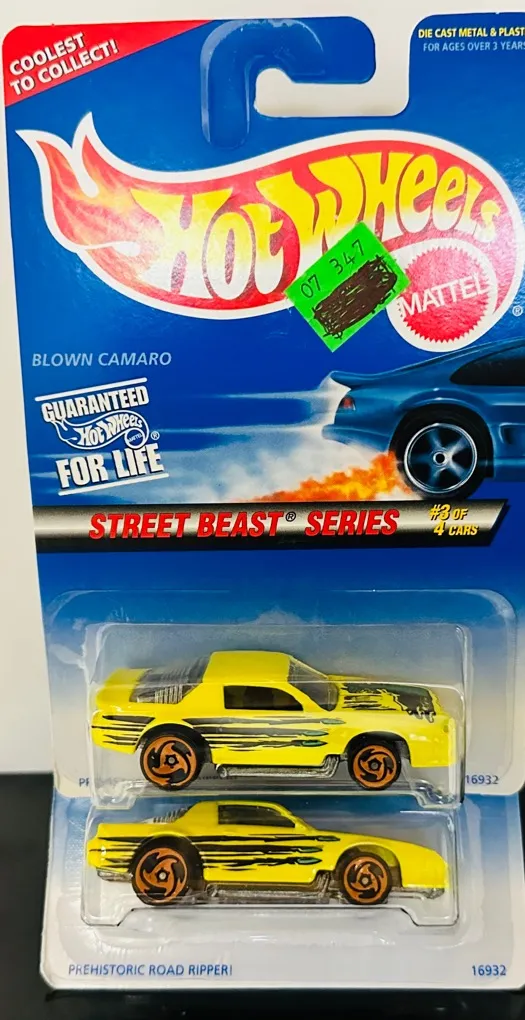 COOLEST
TO COLLECT!
DIE CAST METAL & PLAST
FOR AGES OVER 3 YEARS
Hot Wheels
®
07 347
MATTEL
BLOWN CAMARO
GUARANTEED
Hot Wheels
MATTEL
®
FOR LIFE
STREET BEAST® SERIES
#3 OF
4 CARS
16932
PREHISTORIC ROAD RIPPER!
16932